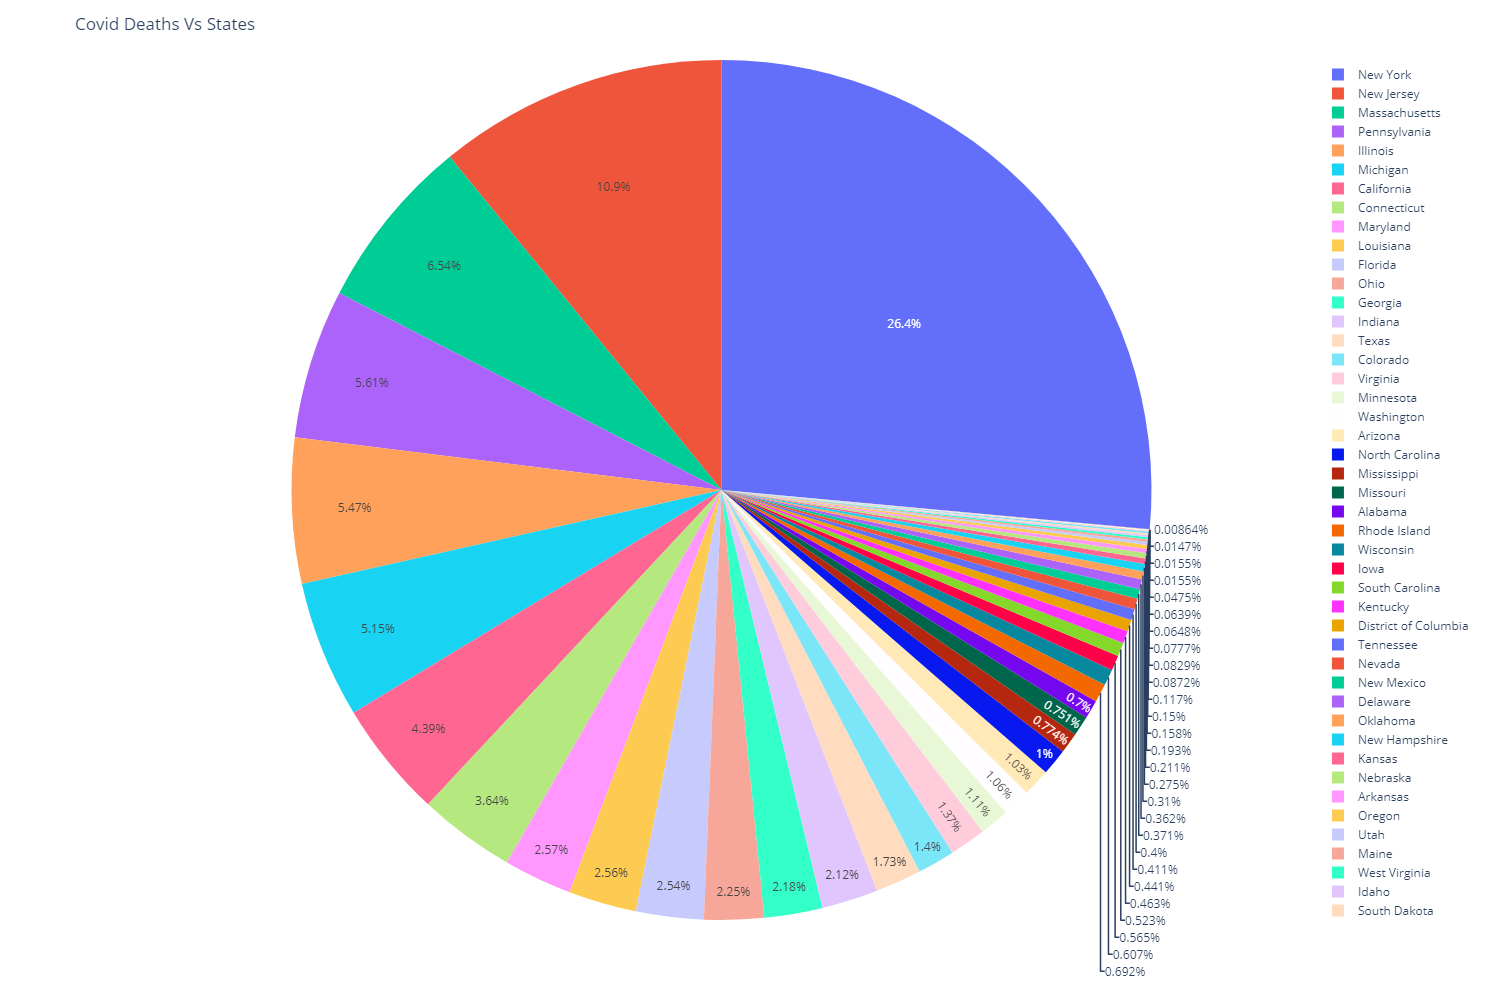 Covid Deaths Vs States
26.4%
10.9%
6.54%
5.61%
5.47%
5.15%
4.39%
3.64%
2.57%
2.56%
2.54%
2.25%
2.18%
2.12%
1.73%
1.4%
1.37%
1.11%
1.06%
1.03%
1%
0.774%
0.751%
0.7%
0.00864%
0.0147%
0.0155%
0.0155%
0.0475%
0.0639%
0.0648%
0.0777%
0.0829%
0.0872%
0.117%
0.15%
0.158%
0.193%
0.211%
0.275%
0.31%
0.362%
0.371%
0.4%
0.411%
0.441%
0.463%
0.523%
0.565%
0.607%
0.692%
New York
New Jersey
Massachusetts
Pennsylvania
Illinois
Michigan
California
Connecticut
Maryland
Louisiana
Florida
Ohio
Georgia
Indiana
Texas
Colorado
Virginia
Minnesota
Washington
Arizona
North Carolina
Mississippi
Missouri
Alabama
Rhode Island
Wisconsin
Iowa
South Carolina
Kentucky
District of Columbia
Tennessee
Nevada
New Mexico
Delaware
Oklahoma
New Hampshire
Kansas
Nebraska
Arkansas
Oregon
Utah
Maine
West Virginia
Idaho
South Dakota